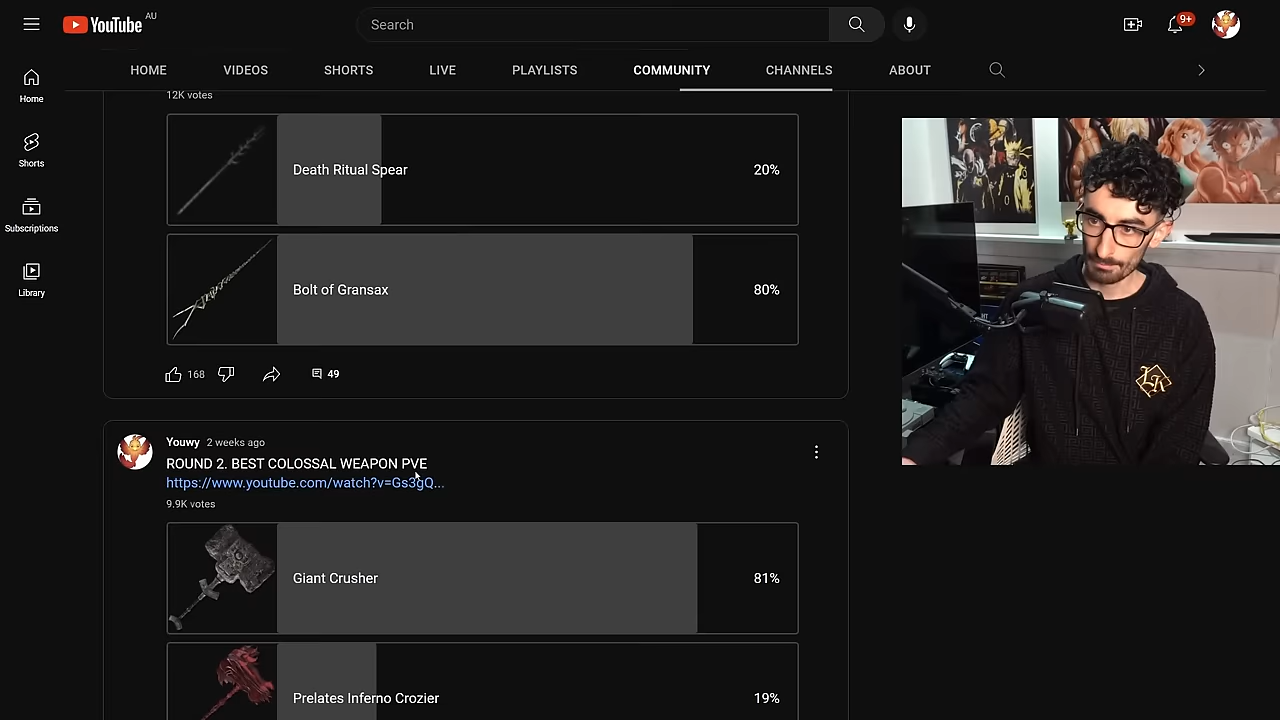 YouTube AU
Search
9+
HOME VIDEOS SHORTS LIVE PLAYLISTS COMMUNITY CHANNELS ABOUT
Home
Shorts
Subscriptions
Library
12K votes
Death Ritual Spear 20%
Bolt of Gransax 80%
168 49
Youwy 2 weeks ago
ROUND 2. BEST COLOSSAL WEAPON PVE
https://www.youtube.com/watch?v=Gs3gQ...
9.9K votes
Giant Crusher 81%
Prelates Inferno Crozier 19%
LK